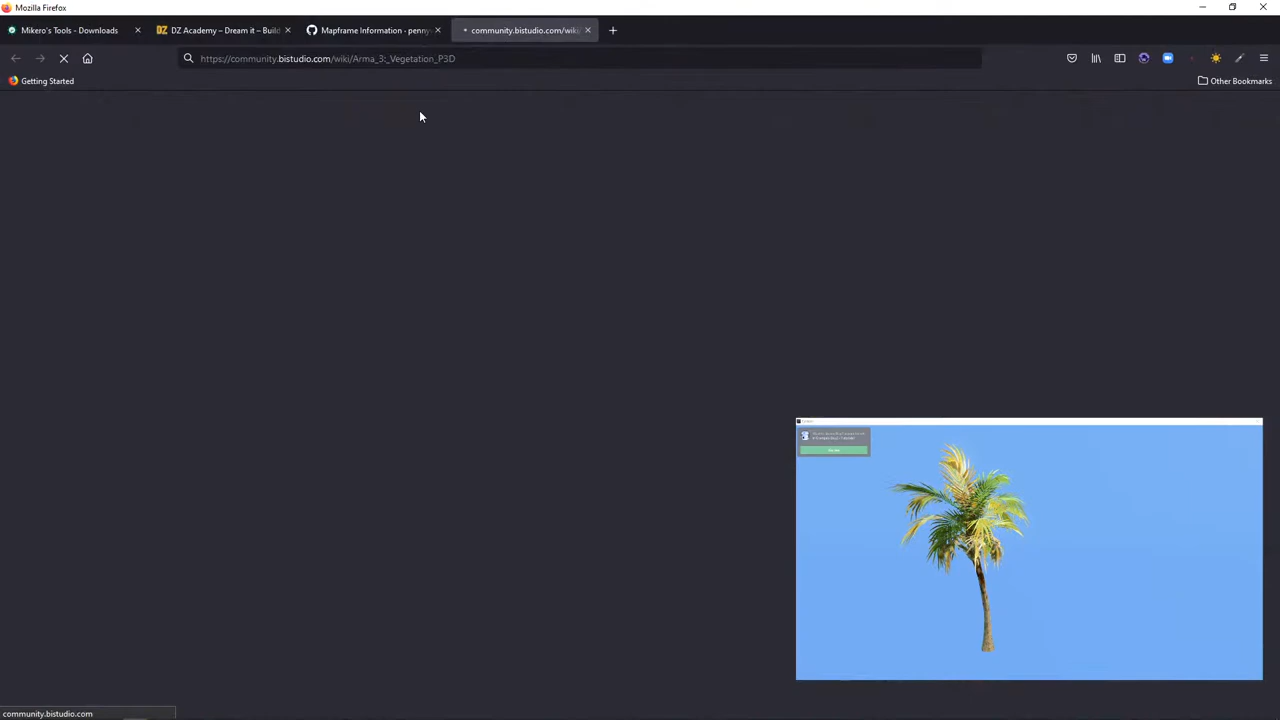 Mozilla Firefox
Mikero's Tools - Downloads
DZ Academy – Dream it – Build
Mapframe Information · penny
community.bistudio.com/wiki/
https://community.bistudio.com/wiki/Arma_3:_Vegetation_P3D
Getting Started
Other Bookmarks
community.bistudio.com